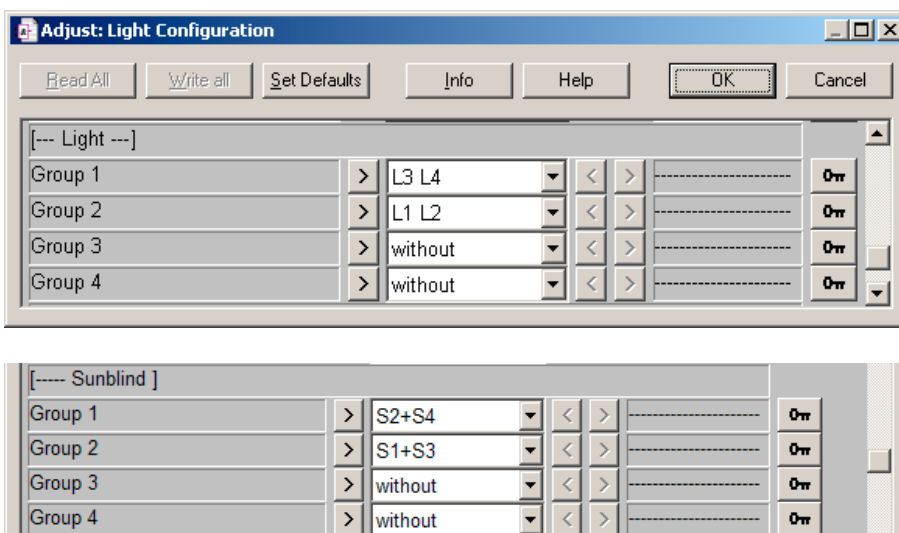 Adjust: Light Configuration
Read All Write all Set Defaults Info Help OK Cancel
[--- Light ---]
Group 1 > L3 L4 < > ----------------------
Group 2 > L1 L2 < > ----------------------
Group 3 > without < > ----------------------
Group 4 > without < > ----------------------
[----- Sunblind ]
Group 1 > S2+S4 < > ----------------------
Group 2 > S1+S3 < > ----------------------
Group 3 > without < > ----------------------
Group 4 > without < > ----------------------